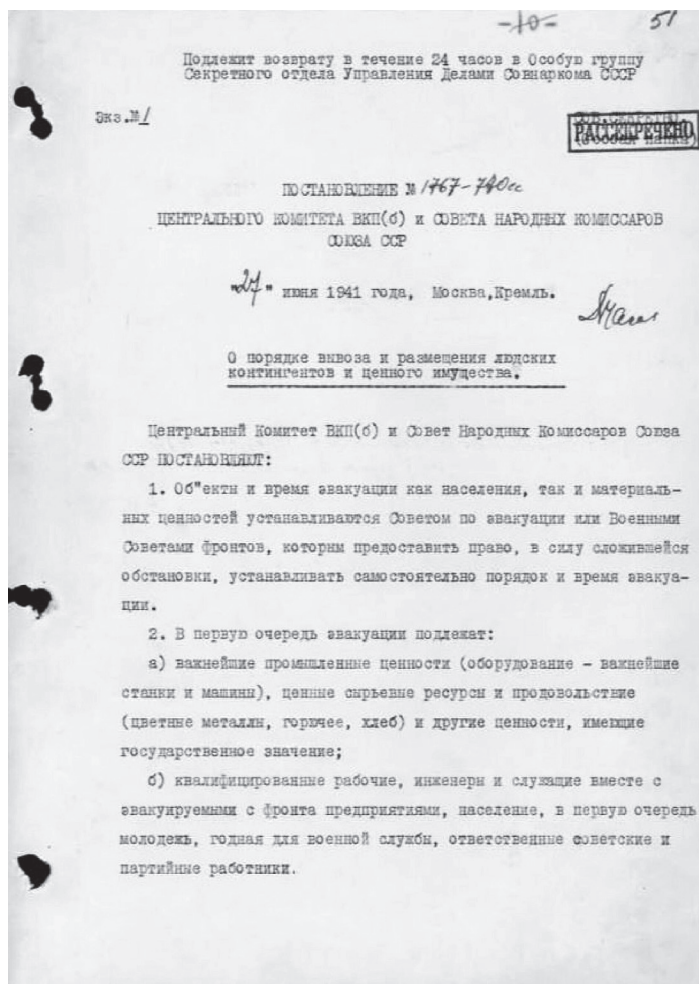 -10- 51
Подлежит возврату в течение 24 часов в Особую группу
Секретного отдела Управления Делами Совнаркома СССР
Экз.№1
РАССЕКРЕЧЕНО
ПОСТАНОВЛЕНИЕ № 1767-740сс
ЦЕНТРАЛЬНОГО КОМИТЕТА ВКП(б) и СОВЕТА НАРОДНЫХ КОМИССАРОВ
СОЮЗА ССР
"27" июня 1941 года, Москва,Кремль.
О порядке вывоза и размещения людских
контингентов и ценного имущества.
Центральный Комитет ВКП(б) и Совет Народных Комиссаров Союза
ССР ПОСТАНОВЛЯЮТ:
1. Об"екты и время эвакуации как населения, так и материаль-
ных ценностей устанавливаются Советом по эвакуации или Военными
Советами фронтов, которым предоставить право, в силу сложившейся
обстановки, устанавливать самостоятельно порядок и время эвакуа-
ции.
2. В первую очередь эвакуации подлежат:
а) важнейшие промышленные ценности (оборудование - важнейшие
станки и машины), ценные сырьевые ресурсы и продовольствие
(цветные металлы, горючее, хлеб) и другие ценности, имеющие
государственное значение;
б) квалифицированные рабочие, инженеры и служащие вместе с
эвакуируемыми с фронта предприятиями, население, в первую очередь
молодежь, годная для военной службы, ответственные советские и
партийные работники.